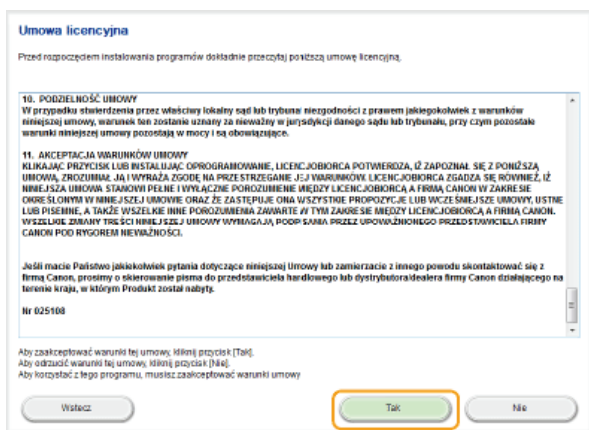 Umowa licencyjna
Przed rozpoczęciem instalowania programów dokładnie przeczytaj poniższą umowę licencyjną.
10. PODZIELNOŚĆ UMOWY
W przypadku stwierdzenia przez właściwy lokalny sąd lub trybunał niezgodności z prawem jakiegokolwiek z warunków
niniejszej umowy, warunek ten zostanie uznany za nieważny w jurysdykcji danego sądu lub trybunału, przy czym pozostałe
warunki niniejszej umowy pozostają w mocy i są obowiązujące.
11. AKCEPTACJA WARUNKÓW UMOWY
KLIKAJĄC PRZYCISK LUB INSTALUJĄC OPROGRAMOWANIE, LICENCJOBIORCA POTWIERDZA, IŻ ZAPOZNAŁ SIĘ Z PONIŻSZĄ
UMOWĄ, ZROZUMIAŁ JĄ I WYRAŻA ZGODĘ NA PRZESTRZEGANIE JEJ WARUNKÓW. LICENCJOBIORCA ZGADZA SIĘ RÓWNIEŻ, IŻ
NINIEJSZA UMOWA STANOWI PEŁNE I WYŁĄCZNE POROZUMIENIE MIĘDZY LICENCJOBIORCĄ A FIRMĄ CANON W ZAKRESIE
OKREŚLONYM W NINIEJSZEJ UMOWIE ORAZ ŻE ZASTĘPUJE ONA WSZYSTKIE PROPOZYCJE LUB WCZEŚNIEJSZE UMOWY, USTNE
LUB PISEMNE, A TAKŻE WSZELKIE INNE POROZUMIENIA ZAWARTE W TYM ZAKRESIE MIĘDZY LICENCJOBIORCĄ A FIRMĄ CANON.
WSZELKIE ZMIANY TREŚCI NINIEJSZEJ UMOWY WYMAGAJĄ PODPISANIA PRZEZ UPOWAŻNIONEGO PRZEDSTAWICIELA FIRMY
CANON POD RYGOREM NIEWAŻNOŚCI.
Jeśli macie Państwo jakiekolwiek pytania dotyczące niniejszej Umowy lub zamierzacie z innego powodu skontaktować się z
firmą Canon, prosimy o skierowanie pisma do przedstawiciela handlowego lub dystrybutora/dealera firmy Canon działającego na
terenie kraju, w którym Produkt został nabyty.
Nr 025108
Aby zaakceptować warunki tej umowy, kliknij przycisk [Tak].
Aby odrzucić warunki tej umowy, kliknij przycisk [Nie].
Aby korzystać z tego programu, musisz zaakceptować warunki umowy
Wstecz
Tak
Nie